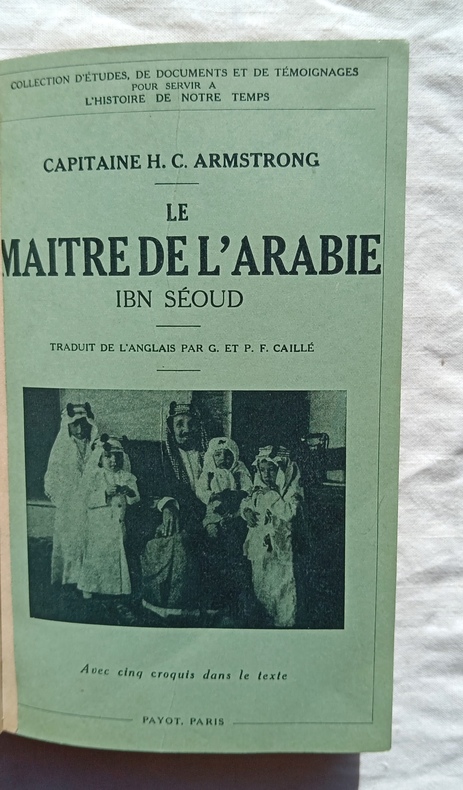 COLLECTION D'ÉTUDES, DE DOCUMENTS ET DE TÉMOIGNAGES
POUR SERVIR A
L'HISTOIRE DE NOTRE TEMPS
CAPITAINE H. C. ARMSTRONG
LE
MAITRE DE L'ARABIE
IBN SÉOUD
TRADUIT DE L'ANGLAIS PAR G. ET P. F. CAILLÉ
Avec cinq croquis dans le texte
PAYOT, PARIS